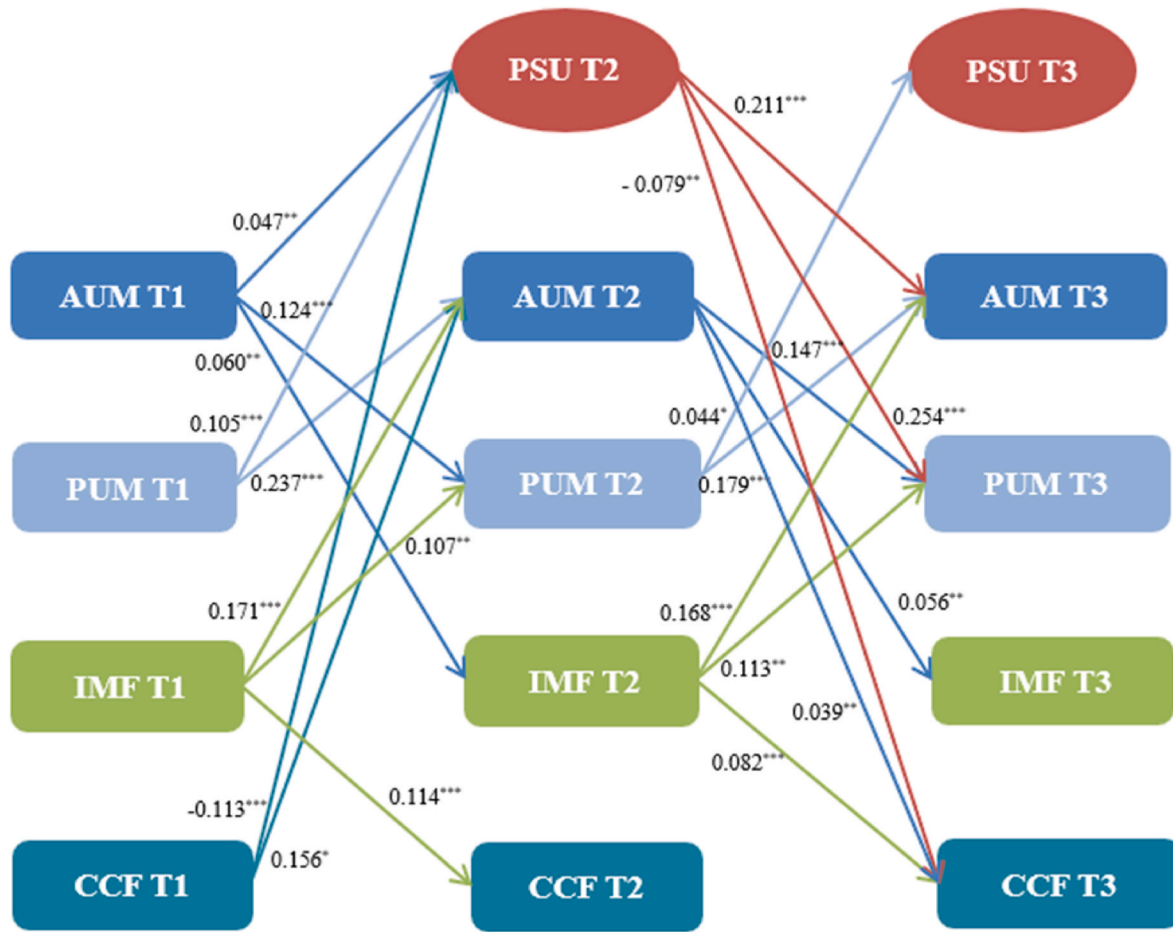 PSU T2
PSU T3
0.211***
- 0.079**
0.047**
AUM T1
AUM T2
AUM T3
0.124***
0.060**
0.147***
0.105***
0.044*
0.254***
PUM T1
PUM T2
PUM T3
0.237***
0.179***
0.107**
0.171***
0.168***
0.056**
IMF T1
IMF T2
IMF T3
0.113**
0.039**
0.082***
0.114***
-0.113***
0.156*
CCF T1
CCF T2
CCF T3